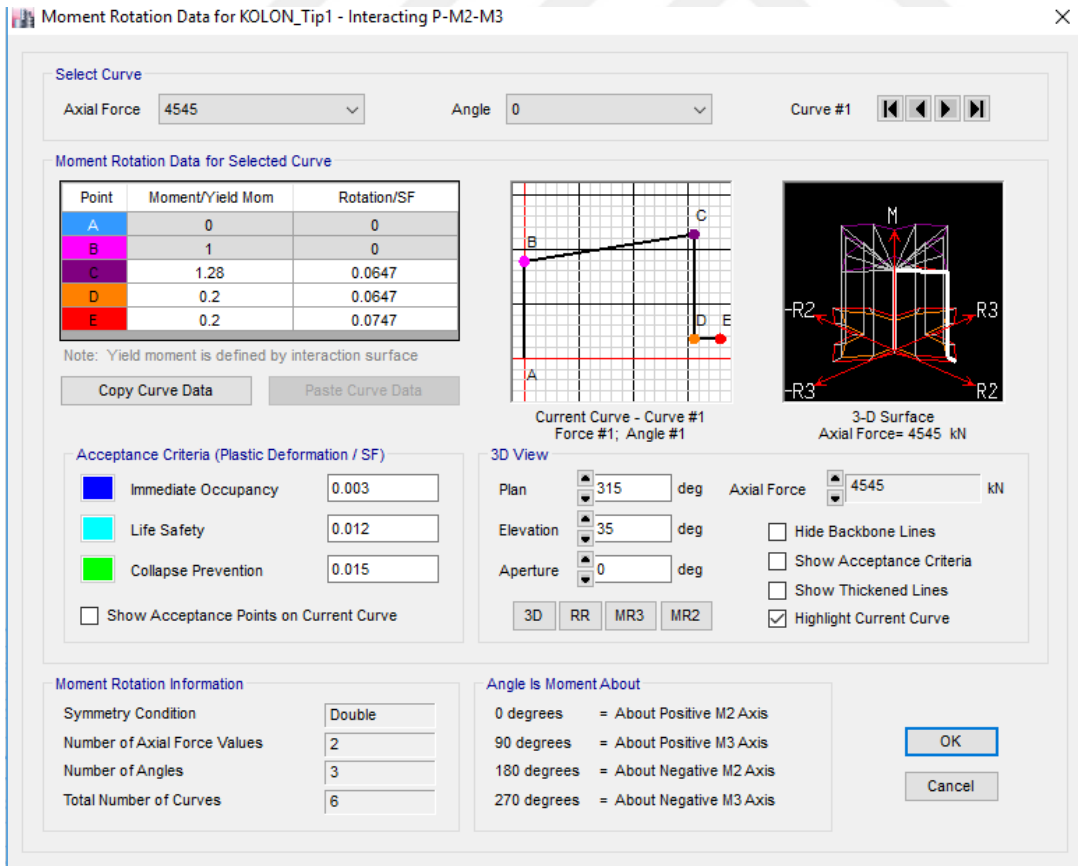 Moment Rotation Data for KOLON_Tip1 - Interacting P-M2-M3
Select Curve
Axial Force 4545 Angle 0 Curve #1
Moment Rotation Data for Selected Curve
Point Moment/Yield Mom Rotation/SF
A 0 0
B 1 0
C 1.28 0.0647
D 0.2 0.0647
E 0.2 0.0747
Note: Yield moment is defined by interaction surface
Copy Curve Data Paste Curve Data
B C D E A
Current Curve - Curve #1
Force #1; Angle #1
M
-R2 R3
-R3 R2
3-D Surface
Axial Force= 4545 kN
Acceptance Criteria (Plastic Deformation / SF)
Immediate Occupancy 0.003
Life Safety 0.012
Collapse Prevention 0.015
Show Acceptance Points on Current Curve
3D View
Plan 315 deg Axial Force 4545 kN
Elevation 35 deg
Aperture 0 deg
3D RR MR3 MR2
Hide Backbone Lines
Show Acceptance Criteria
Show Thickened Lines
Highlight Current Curve
Moment Rotation Information
Symmetry Condition Double
Number of Axial Force Values 2
Number of Angles 3
Total Number of Curves 6
Angle Is Moment About
0 degrees = About Positive M2 Axis
90 degrees = About Positive M3 Axis
180 degrees = About Negative M2 Axis
270 degrees = About Negative M3 Axis
OK
Cancel